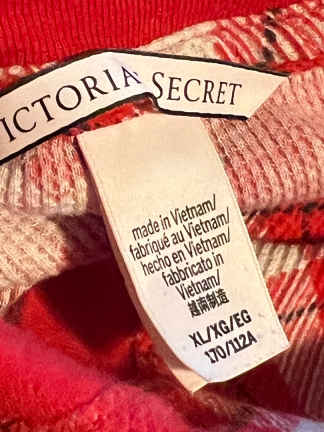 VICTORIA SECRET
made in Vietnam/
fabriqué au Vietnam/
hecho en Vietnam/
fabbricato in
Vietnam/
越南制造
XL/XG/EG
170/112A